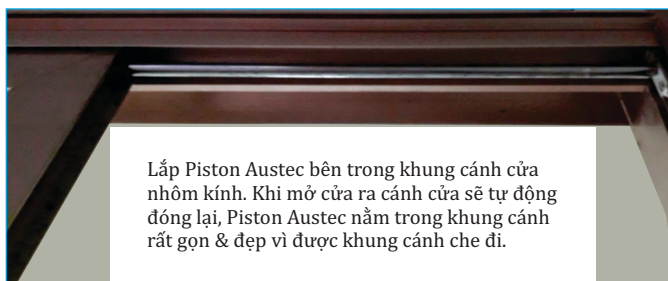 Lắp Piston Austec bên trong khung cánh cửa
nhôm kính. Khi mở cửa ra cánh cửa sẽ tự động
đóng lại, Piston Austec nằm trong khung cánh
rất gọn & đẹp vì được khung cánh che đi.